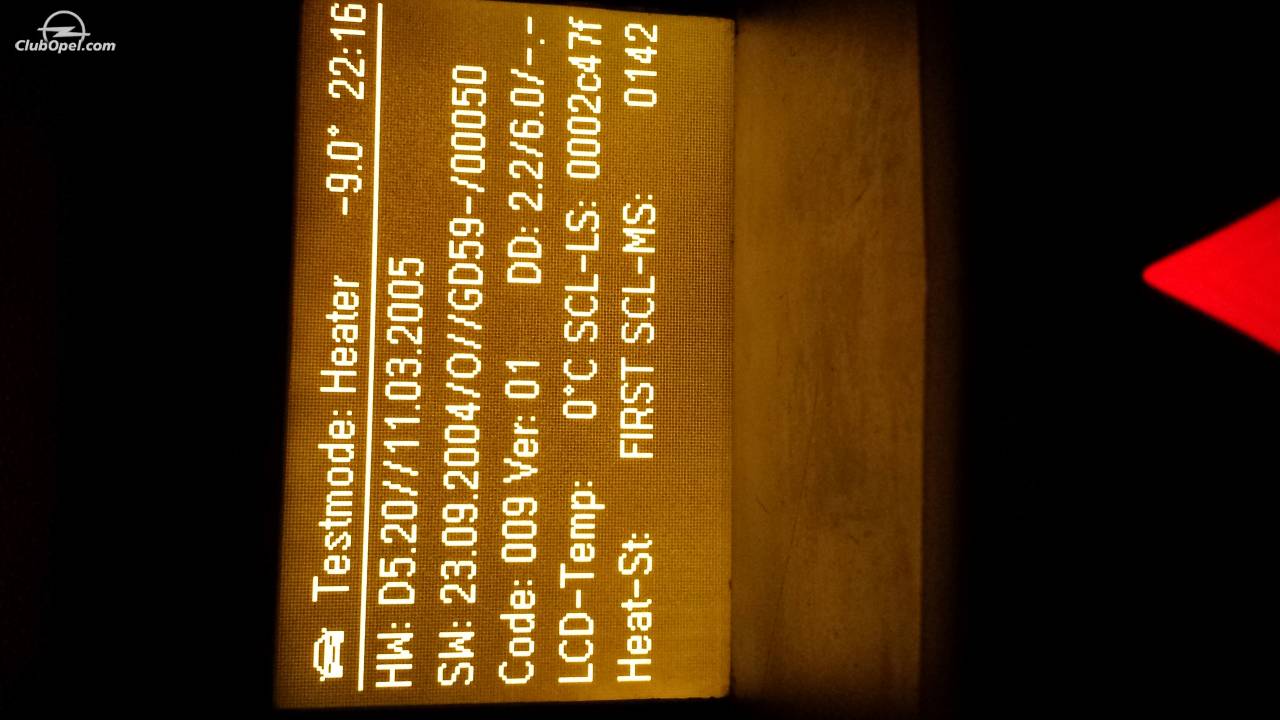 ClubOpel.com
Testmode: Heater -9.0° 22:16
HW: D5.20//11.03.2005
SW: 23.09.2004/O//GD59-/00050
Code: 009 Ver: 01 DD: 2.2/6.0/-.-
LCD-Temp: 0°C SCL-LS: 0002c47f
Heat-St: FIRST SCL-MS: 0142